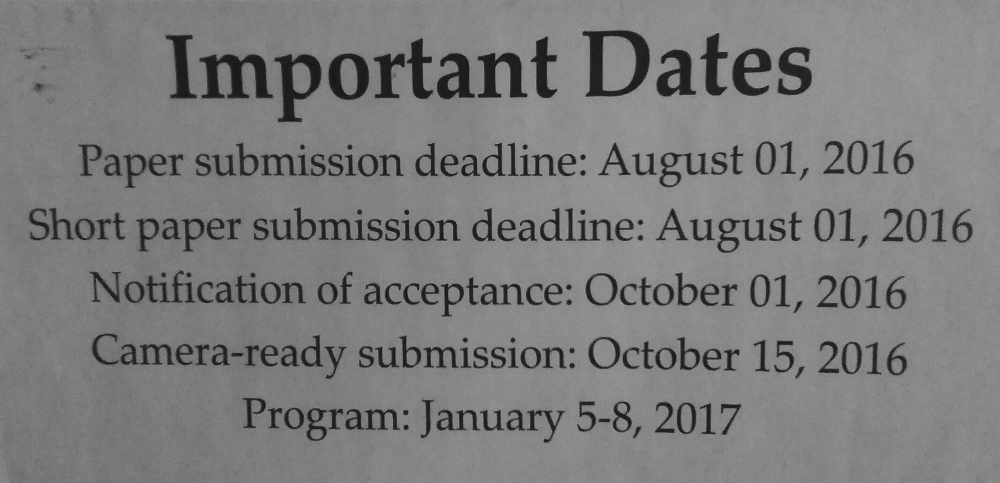 Important Dates
Paper submission deadline: August 01, 2016
Short paper submission deadline: August 01, 2016
Notification of acceptance: October 01, 2016
Camera-ready submission: October 15, 2016
Program: January 5-8, 2017